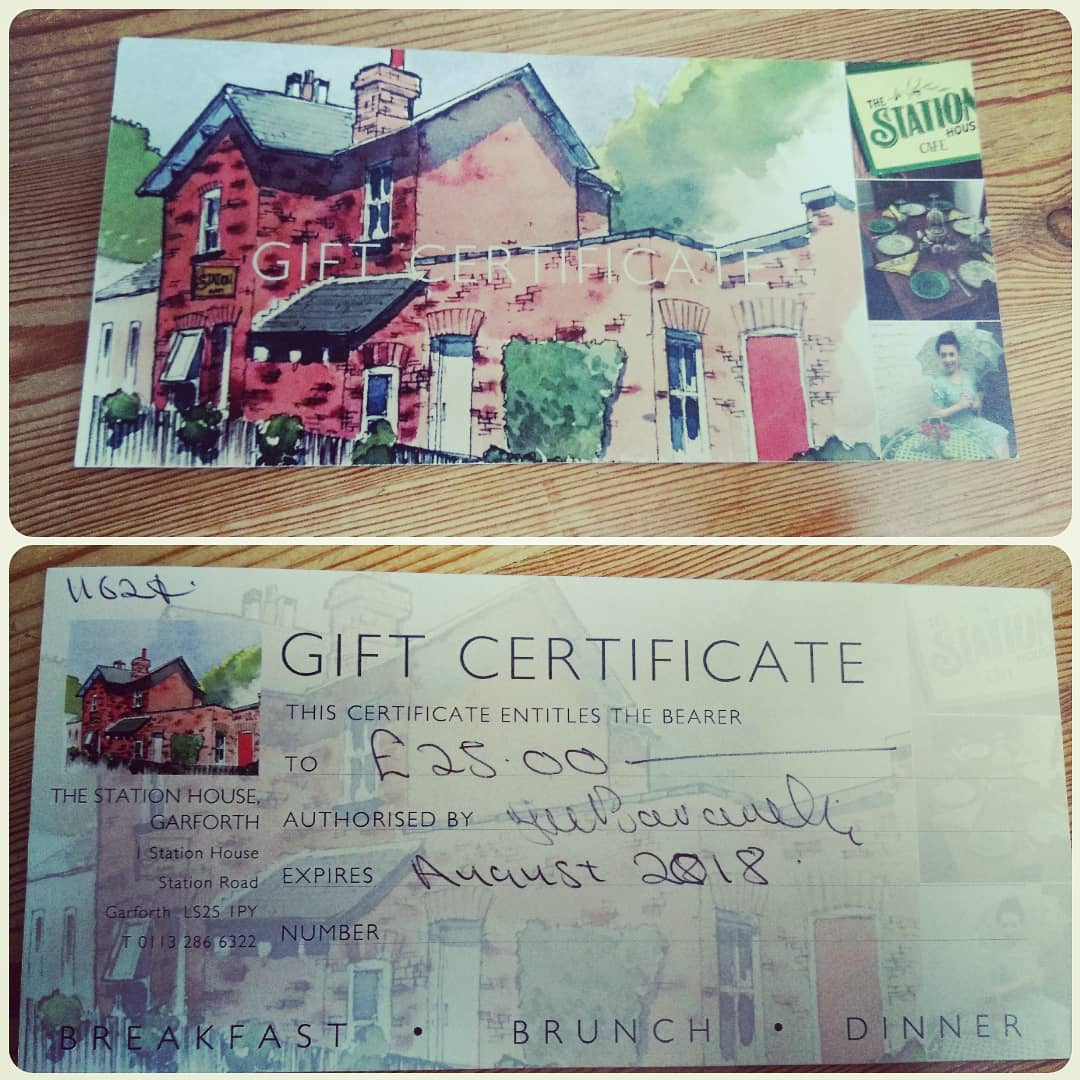 THE
STATION
HOUS
CAFE
GIFT CERTIFICATE
STATION
GIFT CERTIFICATE
THIS CERTIFICATE ENTITLES THE BEARER
TO £25.00
AUTHORISED BY
EXPIRES August 2018
NUMBER
THE STATION HOUSE,
GARFORTH
1 Station House
Station Road
Garforth LS25 1PY
T 0113 286 6322
BREAKFAST • BRUNCH • DINNER